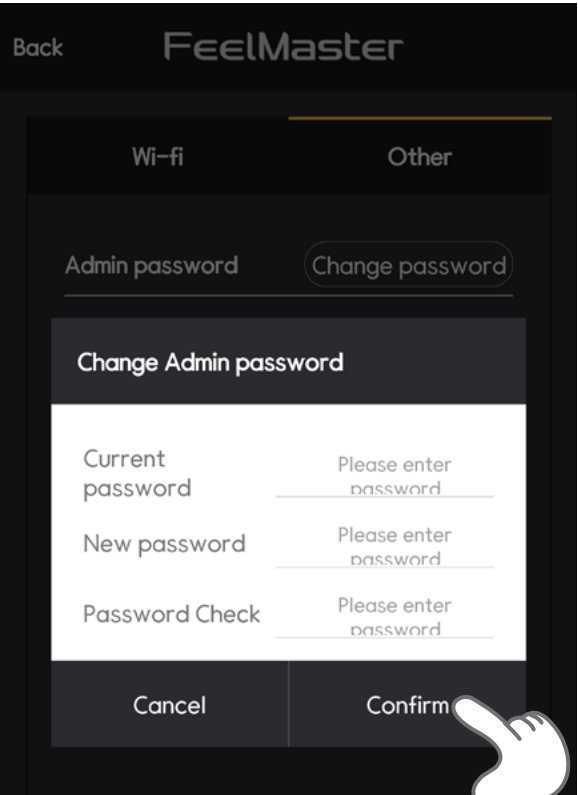 Back FeelMaster
Wi-fi Other
Admin password Change password
Change Admin password
Current
password
Please enter
password
New password
Please enter
password
Password Check
Please enter
password
Cancel Confirm